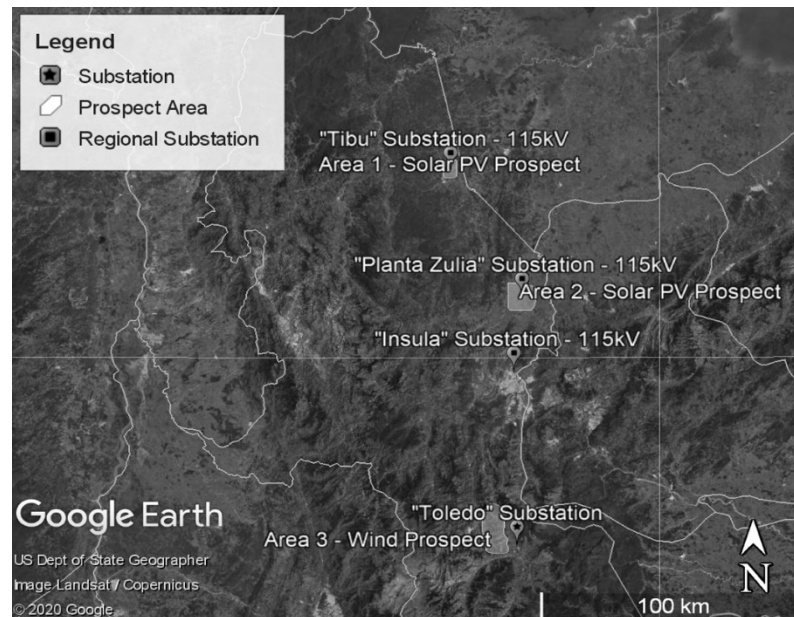 Legend
Substation
Prospect Area
Regional Substation
"Tibu" Substation - 115kV
Area 1 - Solar PV Prospect
"Planta Zulia" Substation - 115kV
Area 2 - Solar PV Prospect
"Insula" Substation - 115kV
"Toledo" Substation
Area 3 - Wind Prospect
Google Earth
US Dept of State Geographer
Image Landsat / Copernicus
© 2020 Google
N
100 km